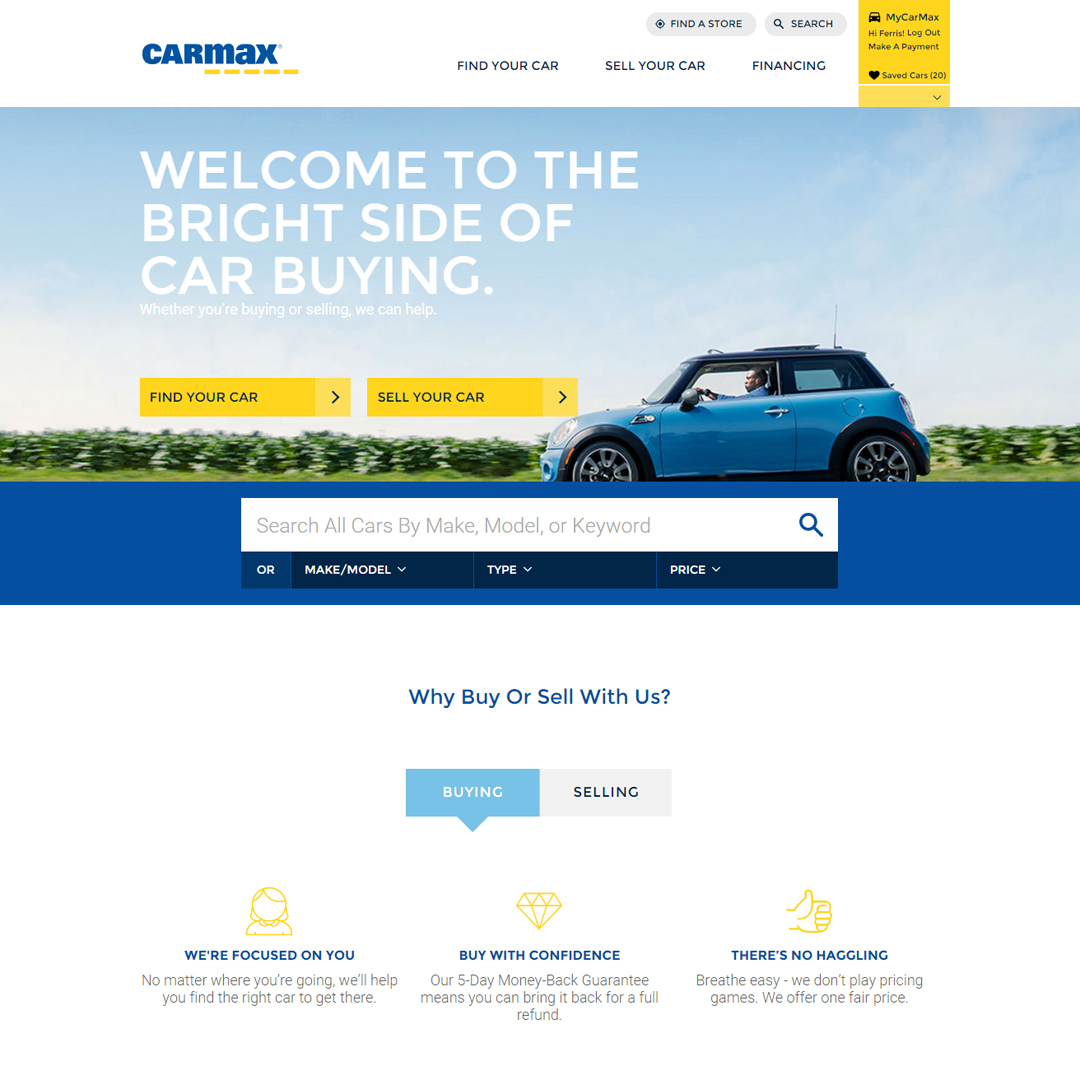 FIND A STORE
SEARCH
MyCarMax
Hi Ferris! Log Out
Make A Payment
Saved Cars (20)
CARMAX®
FIND YOUR CAR
SELL YOUR CAR
FINANCING
WELCOME TO THE
BRIGHT SIDE OF
CAR BUYING.
Whether you're buying or selling, we can help.
FIND YOUR CAR
SELL YOUR CAR
Search All Cars By Make, Model, or Keyword
OR
MAKE/MODEL
TYPE
PRICE
Why Buy Or Sell With Us?
BUYING
SELLING
WE'RE FOCUSED ON YOU
No matter where you're going, we'll help
you find the right car to get there.
BUY WITH CONFIDENCE
Our 5-Day Money-Back Guarantee
means you can bring it back for a full
refund.
THERE'S NO HAGGLING
Breathe easy - we don't play pricing
games. We offer one fair price.